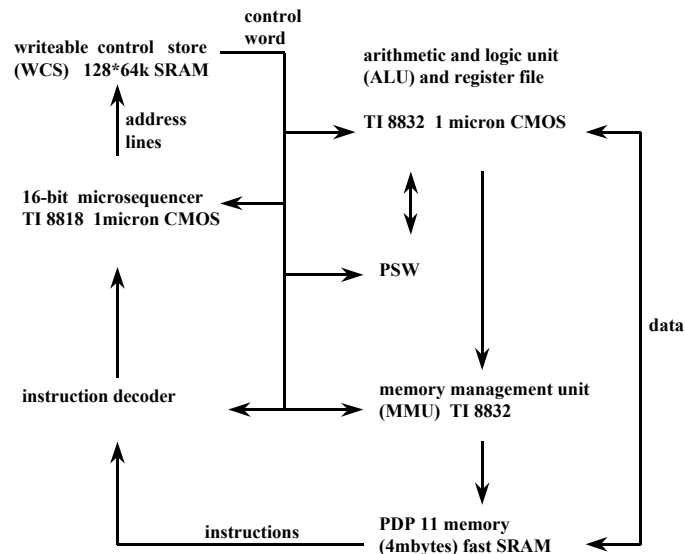 control
word
writeable control store
(WCS) 128*64k SRAM
arithmetic and logic unit
(ALU) and register file
address
lines
TI 8832 1 micron CMOS
16-bit microsequencer
TI 8818 1micron CMOS
PSW
data
instruction decoder
memory management unit
(MMU) TI 8832
instructions
PDP 11 memory
(4mbytes) fast SRAM